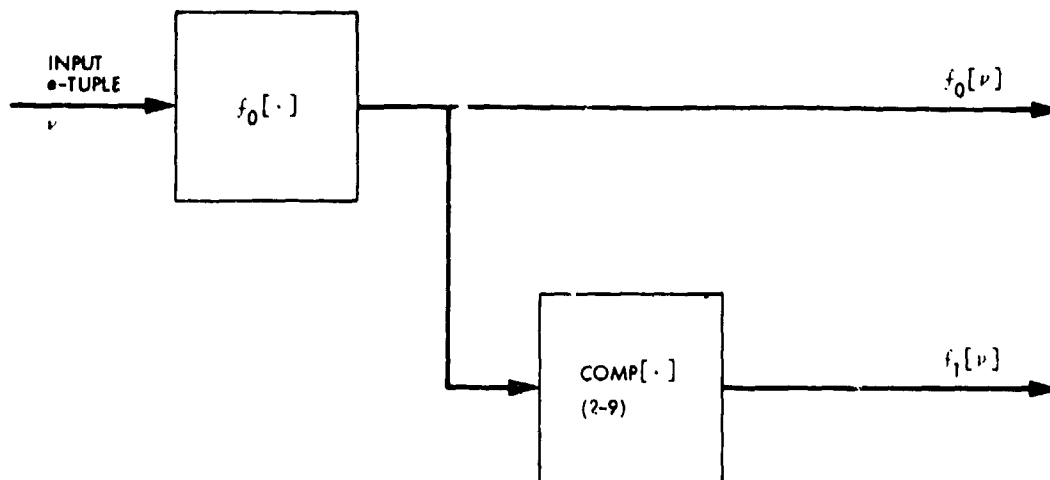 INPUT
e-TUPLE
ν
f₀[·]
f₀[ν]
COMP[·]
(2-9)
f₁[ν]